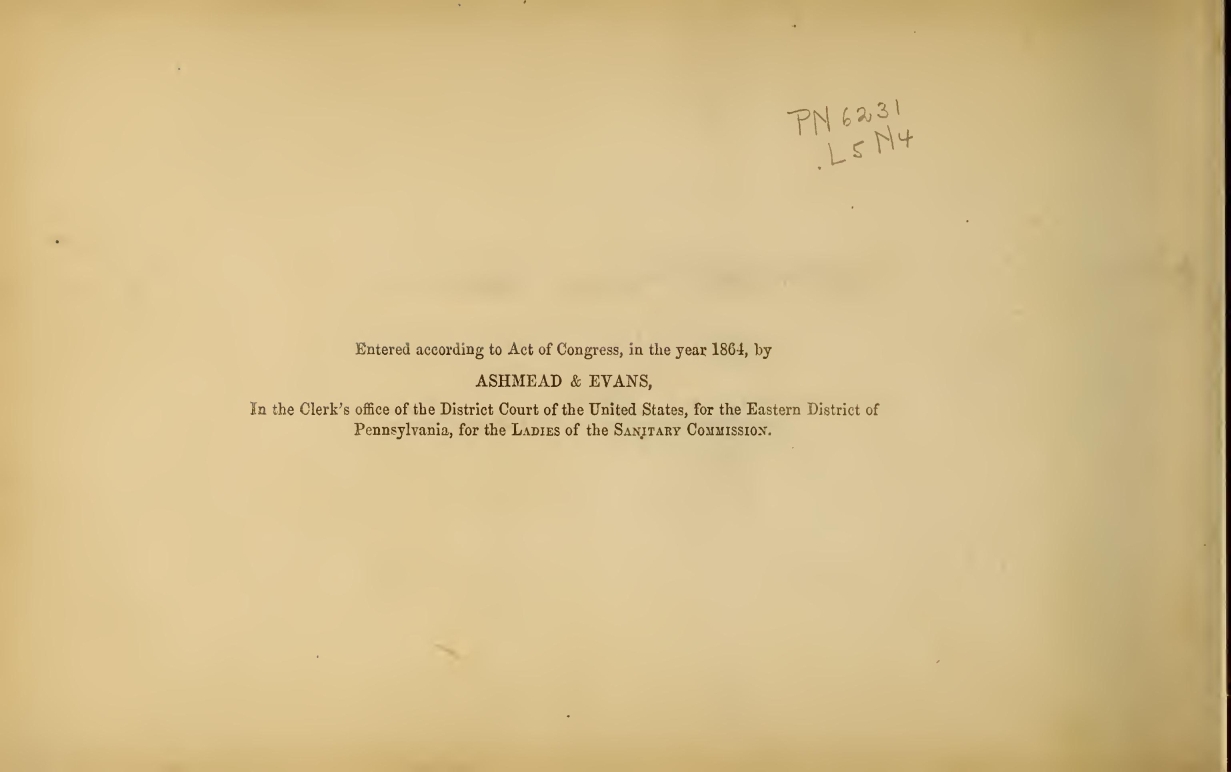 PN 6231
.L5 N4
Entered according to Act of Congress, in the year 1864, by
ASHMEAD & EVANS,
In the Clerk's office of the District Court of the United States, for the Eastern District of
Pennsylvania, for the LADIES of the SANITARY COMMISSION.